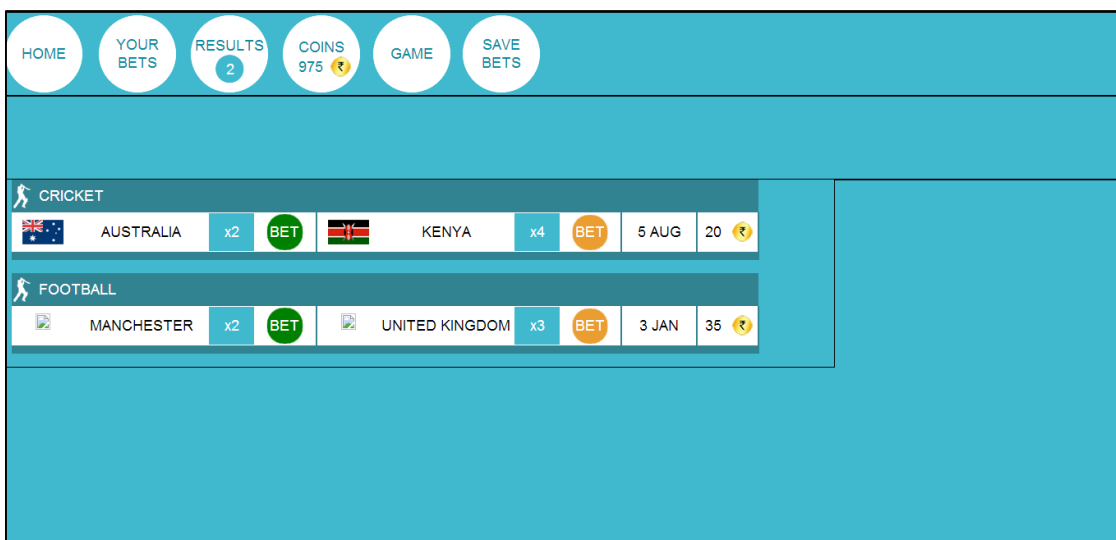 HOME
YOUR
BETS
RESULTS
2
COINS
975 ₹
GAME
SAVE
BETS
CRICKET
AUSTRALIA x2 BET KENYA x4 BET 5 AUG 20 ₹
FOOTBALL
MANCHESTER x2 BET UNITED KINGDOM x3 BET 3 JAN 35 ₹